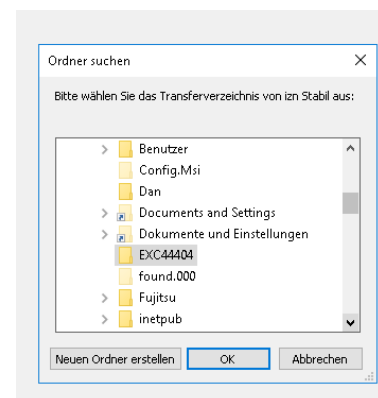 Ordner suchen
Bitte wählen Sie das Transferverzeichnis von izn Stabil aus:
Benutzer
Config.Msi
Dan
Documents and Settings
Dokumente und Einstellungen
EXC44404
found.000
Fujitsu
inetpub
Neuen Ordner erstellen OK Abbrechen